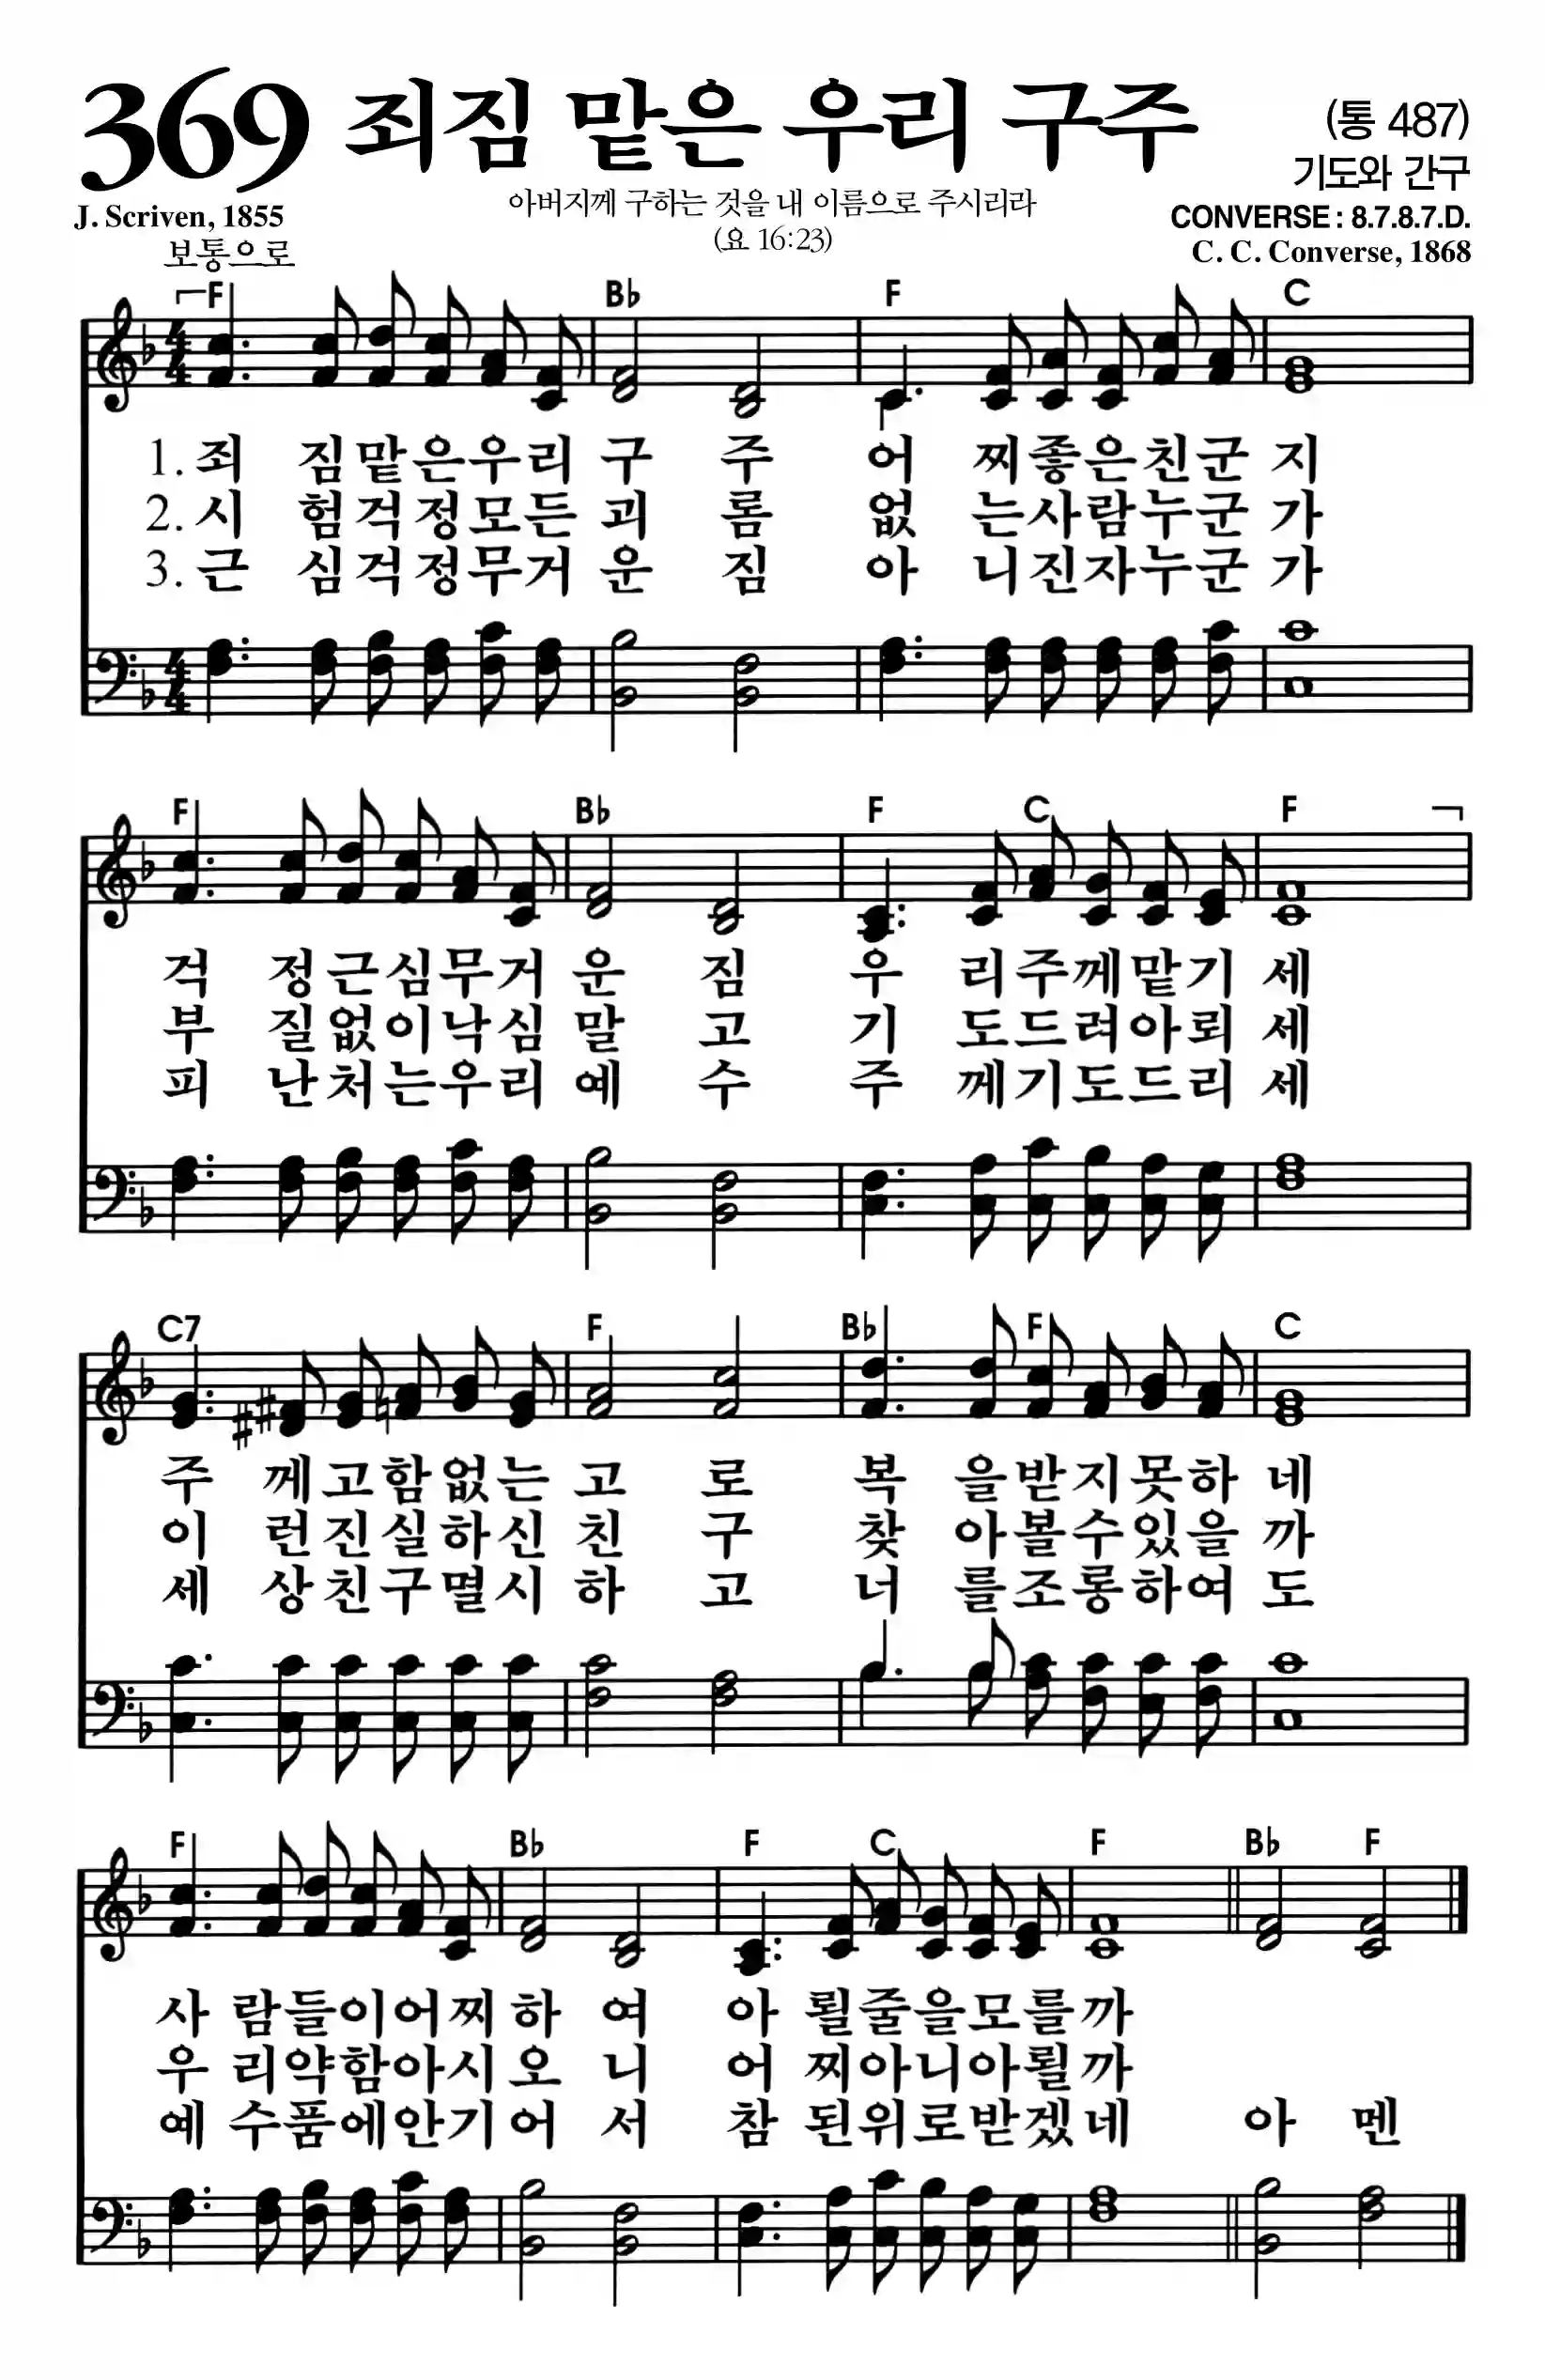 369 죄짐 맡은 우리 구주 (통 487)
기도와 간구
아버지께 구하는 것을 내 이름으로 주시리라
(요 16:23)
J. Scriven, 1855
보통으로
CONVERSE : 8.7.8.7.D.
C. C. Converse, 1868
F B♭ F C
1. 죄 짐맡은우리 구 주 어 찌좋은친군 지
2. 시 험걱정모든 괴 롬 없 는사람누군 가
3. 근 심걱정무거 운 짐 아 니진자누군 가
F B♭ F C F
걱 정근심무거 운 짐 우 리주께맡기 세
부 질없이낙심 말 고 기 도드려아뢰 세
피 난처는우리 예 수 주 께기도드리 세
C7 F B♭ F C
주 께고함없는 고 로 복 을받지못하 네
이 런진실하신 친 구 찾 아볼수있을 까
세 상친구멸시 하 고 너 를조롱하여 도
F B♭ F C F B♭ F
사 람들이어찌 하 여 아 뢸줄을모를까
우 리약함아시 오 니 어 찌아니아뢸까
예 수품에안기 어 서 참 된위로받겠네 아 멘